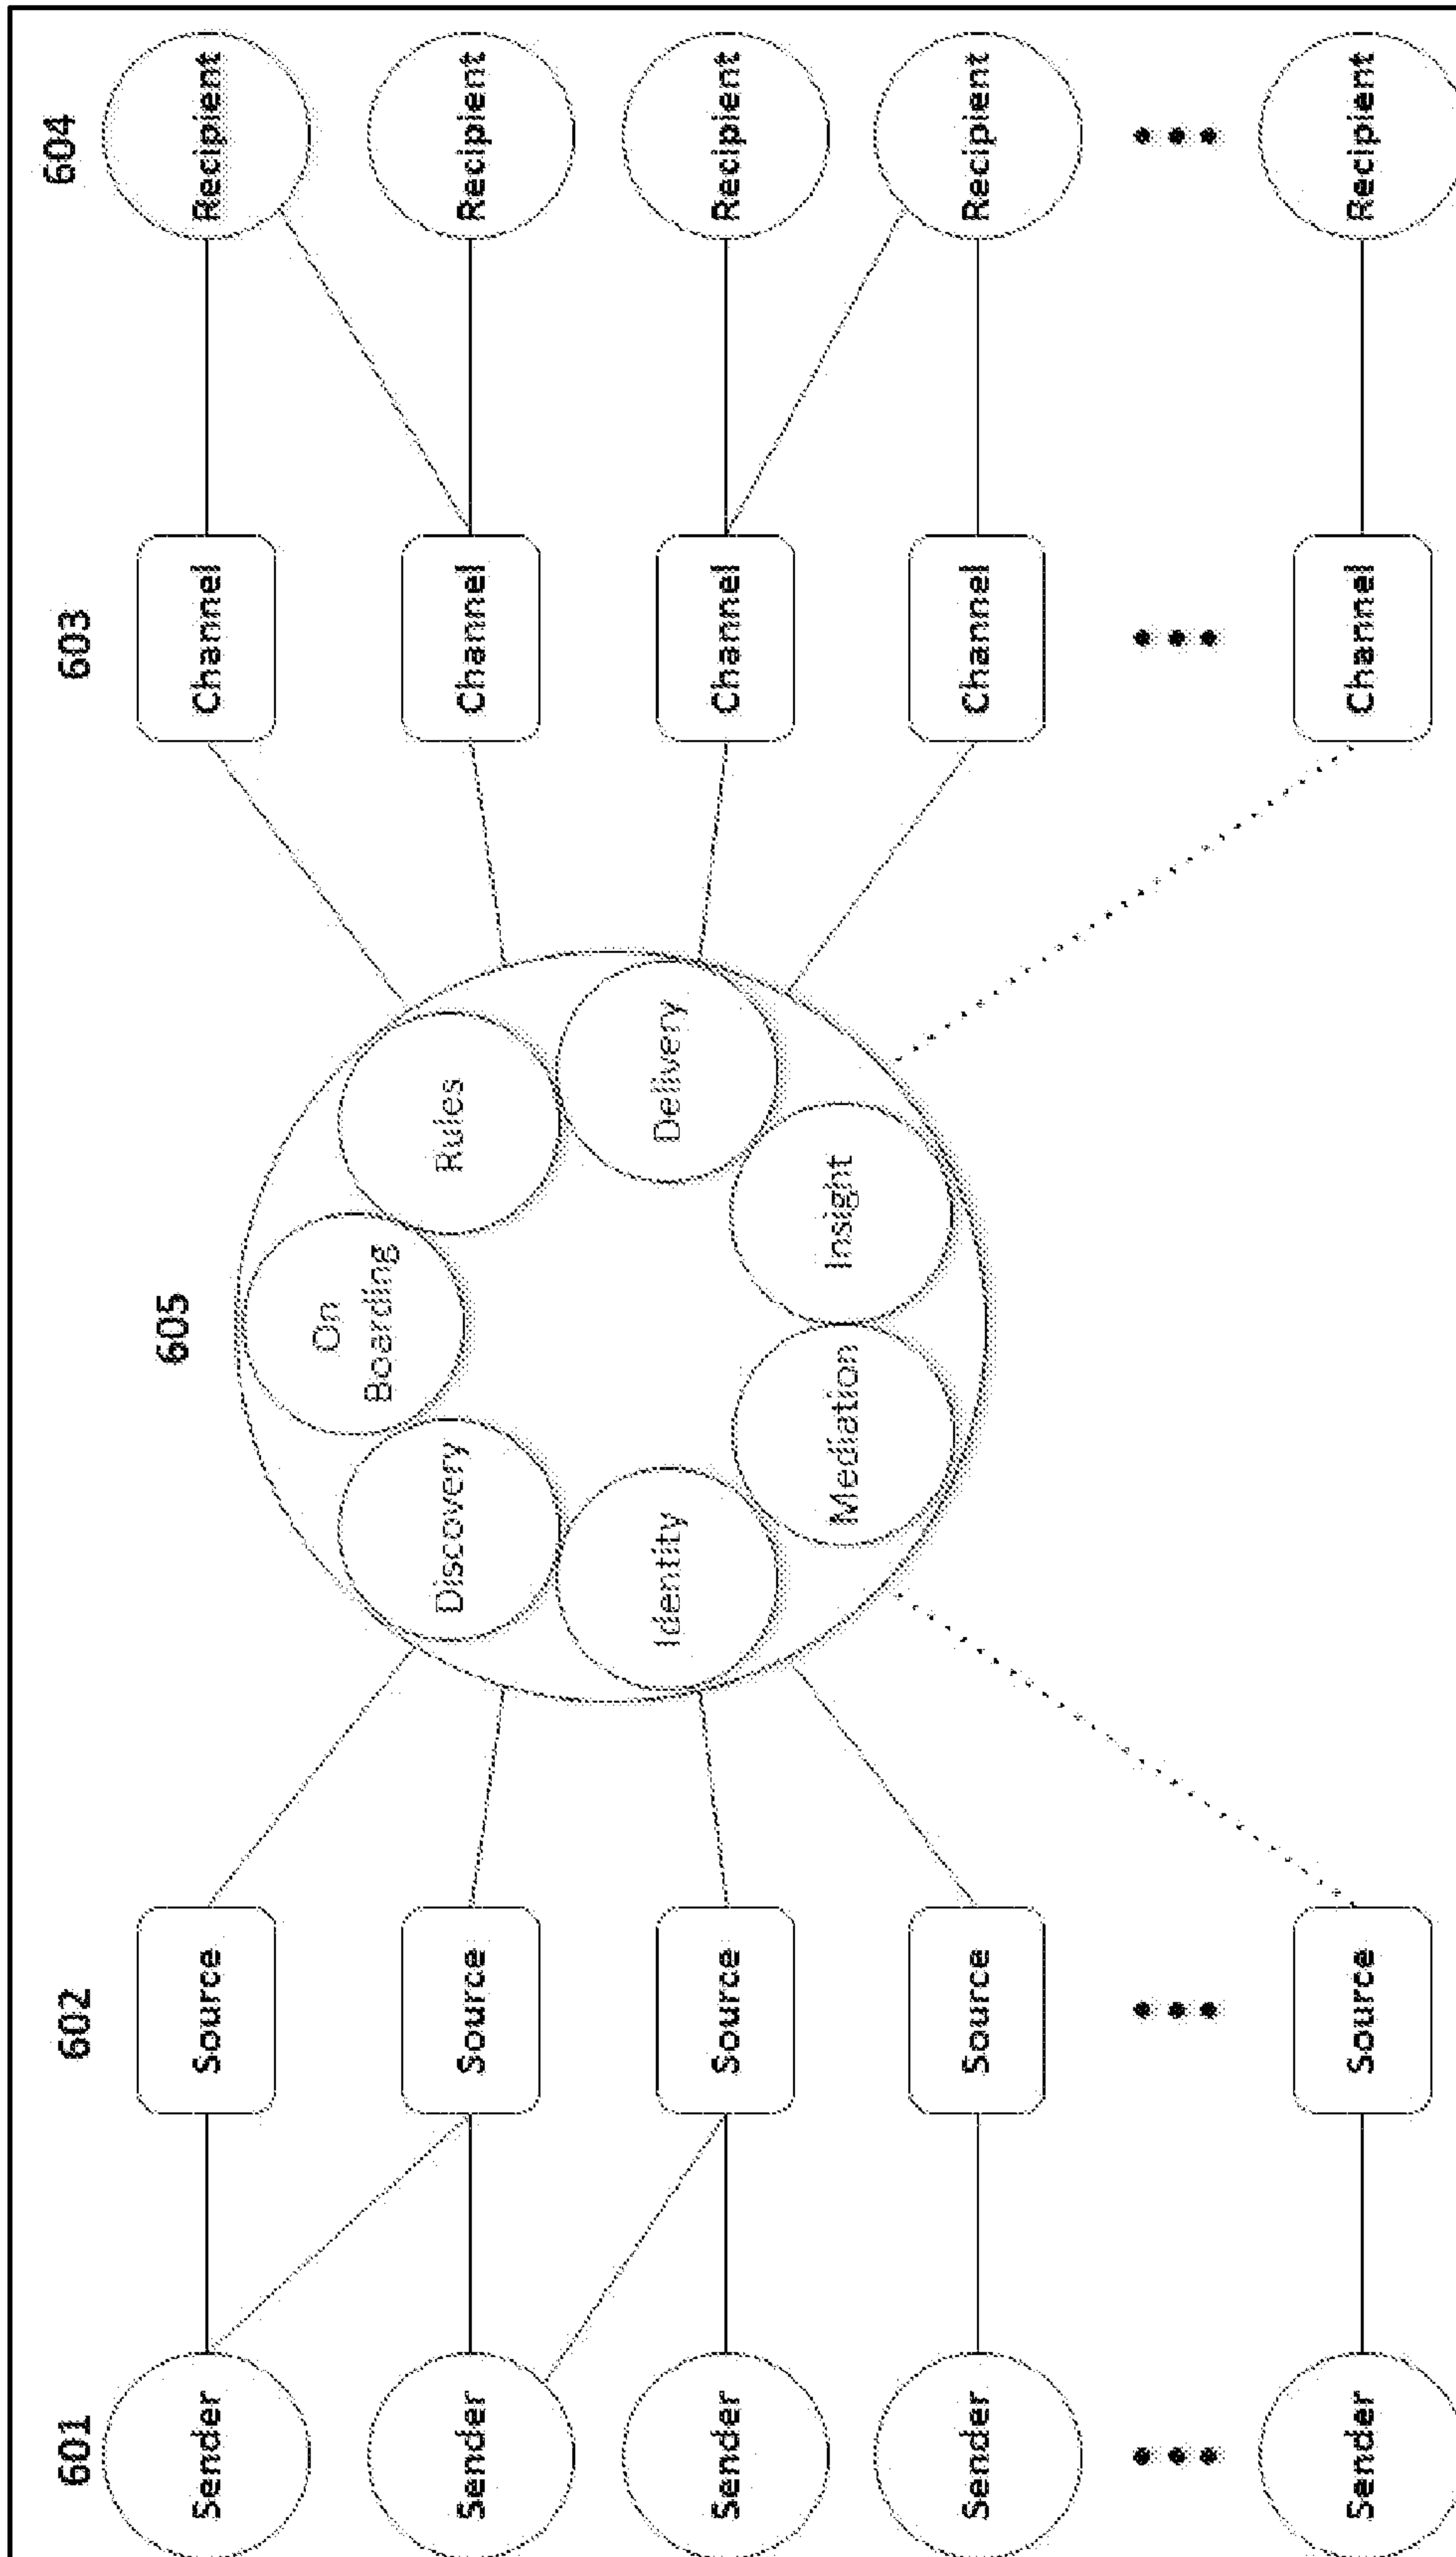 601
602
605
603
604
Sender
Source
Channel
Recipient
Sender
Source
Channel
Recipient
Sender
Source
Channel
Recipient
Sender
Source
Channel
Recipient
Sender
Source
Channel
Recipient
On
Boarding
Discovery
Rules
Identity
Delivery
Mediation
Insight